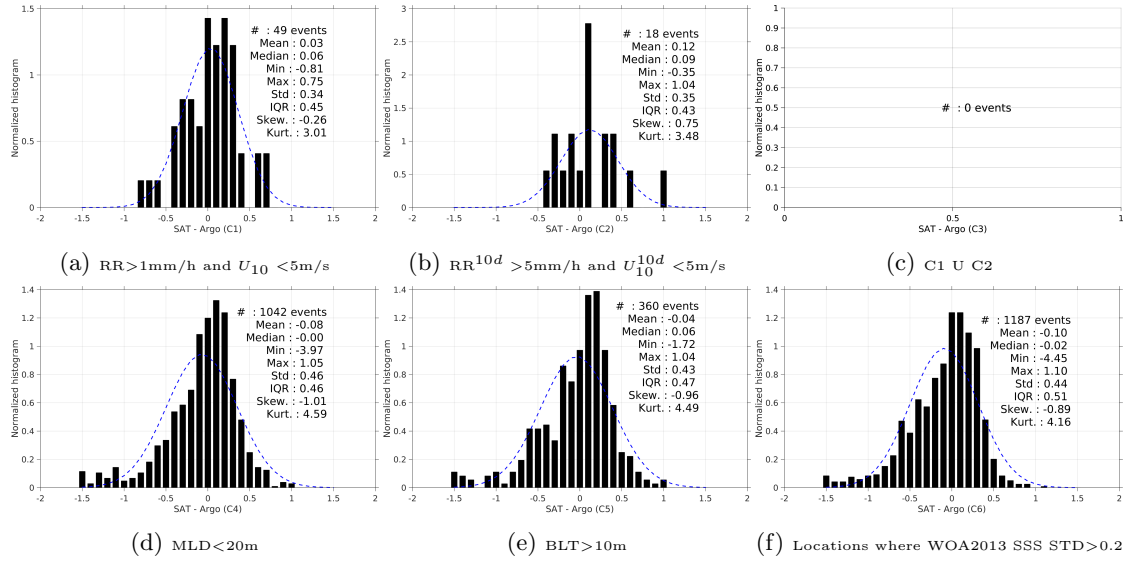 1.5
1
0.5
0
Normalized histogram
-2
-1.5
-1
-0.5
0
0.5
1
1.5
2
SAT - Argo (C1)
# : 49 events
Mean : 0.03
Median : 0.06
Min : -0.81
Max : 0.75
Std : 0.34
IQR : 0.45
Skew. : -0.26
Kurt. : 3.01
(a) RR>1mm/h and U10 <5m/s
3
2.5
2
1.5
1
0.5
0
Normalized histogram
-2
-1.5
-1
-0.5
0
0.5
1
1.5
2
SAT - Argo (C2)
# : 18 events
Mean : 0.12
Median : 0.09
Min : -0.35
Max : 1.04
Std : 0.35
IQR : 0.43
Skew. : 0.75
Kurt. : 3.48
(b) RR10d >5mm/h and U10 10d <5m/s
1
0.9
0.8
0.7
0.6
0.5
0.4
0.3
0.2
0.1
0
Normalized histogram
0
0.5
1
SAT - Argo (C3)
# : 0 events
(c) C1 U C2
1.4
1.2
1
0.8
0.6
0.4
0.2
0
Normalized histogram
-2
-1.5
-1
-0.5
0
0.5
1
1.5
2
SAT - Argo (C4)
# : 1042 events
Mean : -0.08
Median : -0.00
Min : -3.97
Max : 1.05
Std : 0.46
IQR : 0.46
Skew. : -1.01
Kurt. : 4.59
(d) MLD<20m
1.4
1.2
1
0.8
0.6
0.4
0.2
0
Normalized histogram
-2
-1.5
-1
-0.5
0
0.5
1
1.5
2
SAT - Argo (C5)
# : 360 events
Mean : -0.04
Median : 0.06
Min : -1.72
Max : 1.04
Std : 0.43
IQR : 0.47
Skew. : -0.96
Kurt. : 4.49
(e) BLT>10m
1.4
1.2
1
0.8
0.6
0.4
0.2
0
Normalized histogram
-2
-1.5
-1
-0.5
0
0.5
1
1.5
2
SAT - Argo (C6)
# : 1187 events
Mean : -0.10
Median : -0.02
Min : -4.45
Max : 1.10
Std : 0.44
IQR : 0.51
Skew. : -0.89
Kurt. : 4.16
(f) Locations where WOA2013 SSS STD>0.2